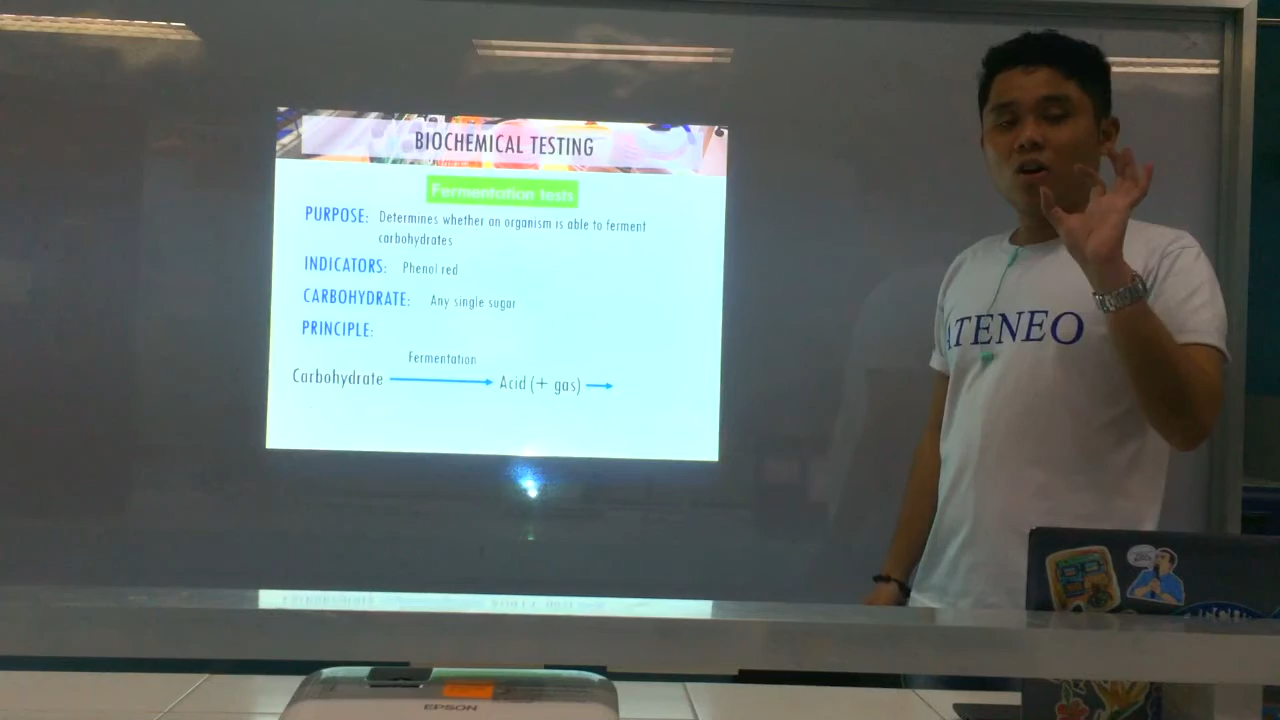 BIOCHEMICAL TESTING
Fermentation tests
PURPOSE: Determines whether an organism is able to ferment
carbohydrates
INDICATORS: Phenol red
CARBOHYDRATE: Any single sugar
PRINCIPLE:
Fermentation
Carbohydrate Acid (+ gas)
ATENEO
EPSON